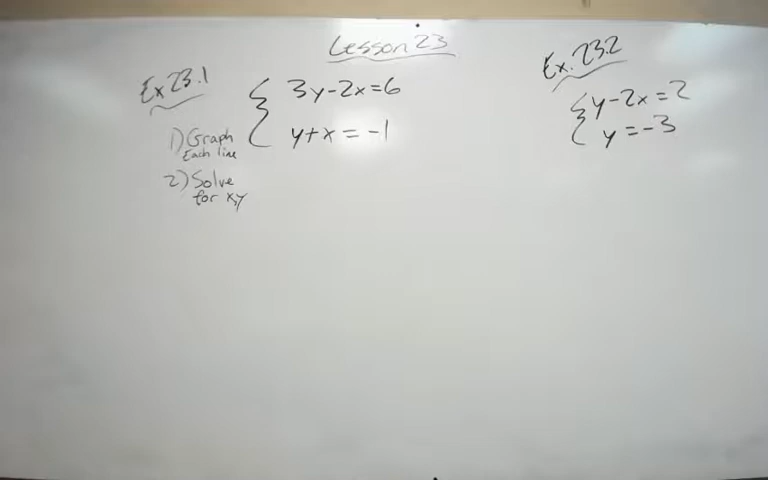 Lesson 23
Ex 23.1
3y-2x=6
y+x=-1
1) Graph
Each line
2) Solve
for x,y
Ex. 23.2
y-2x=2
y=-3